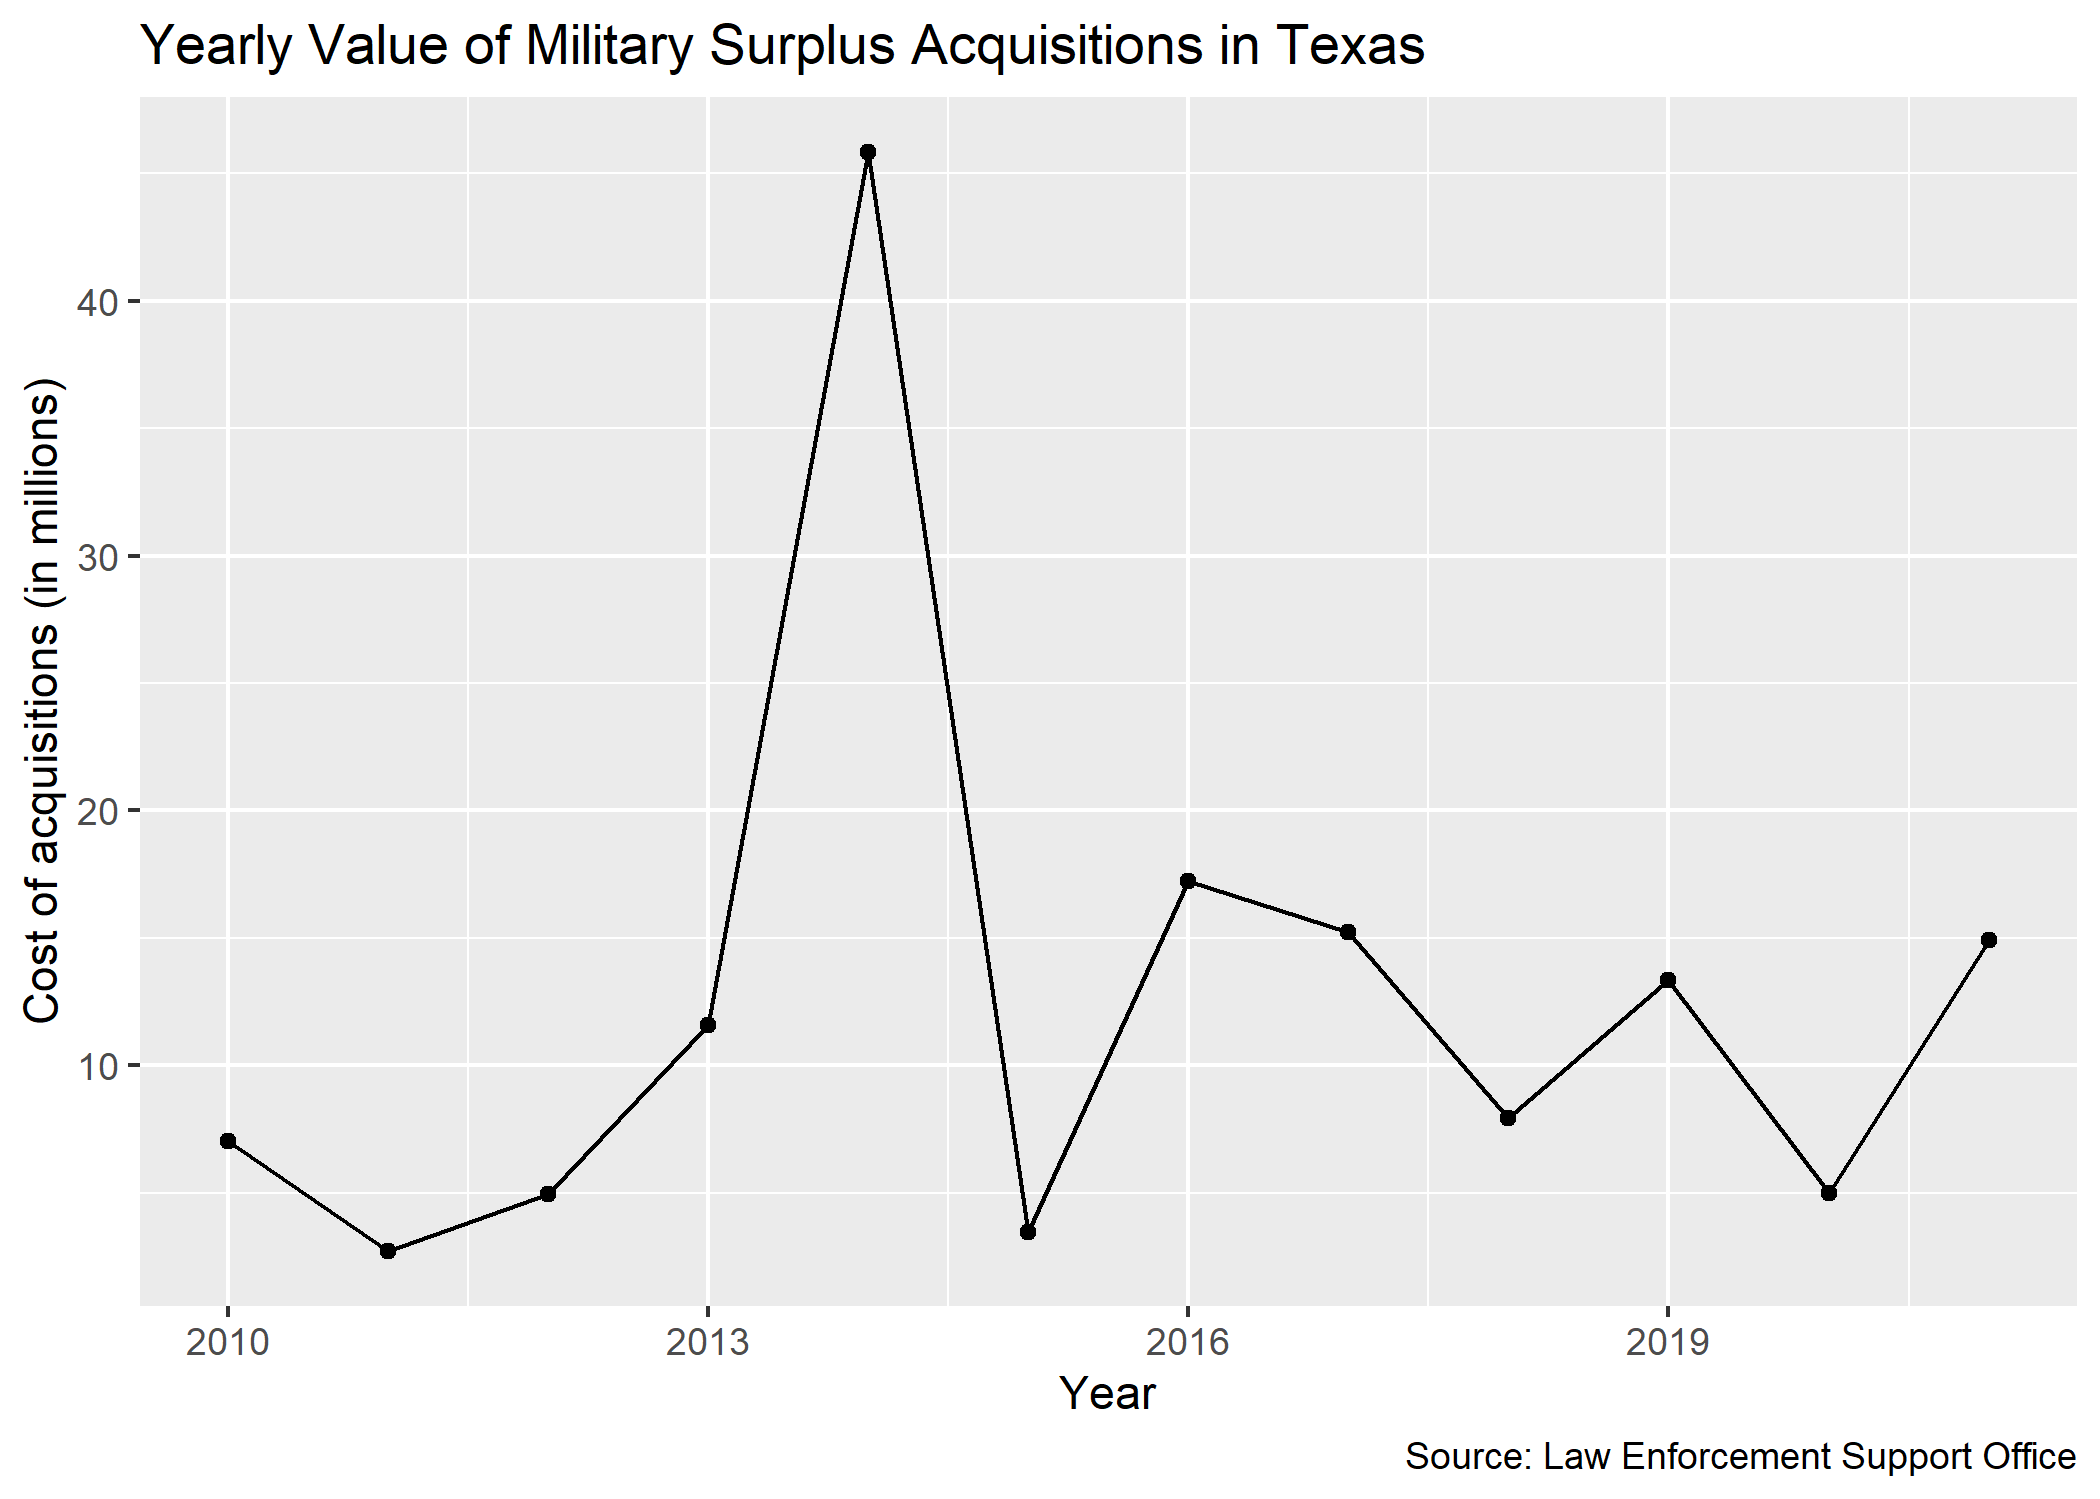 Yearly Value of Military Surplus Acquisitions in Texas
Cost of acquisitions (in millions)
40
30
20
10
2010 2013 2016 2019
Year
Source: Law Enforcement Support Office